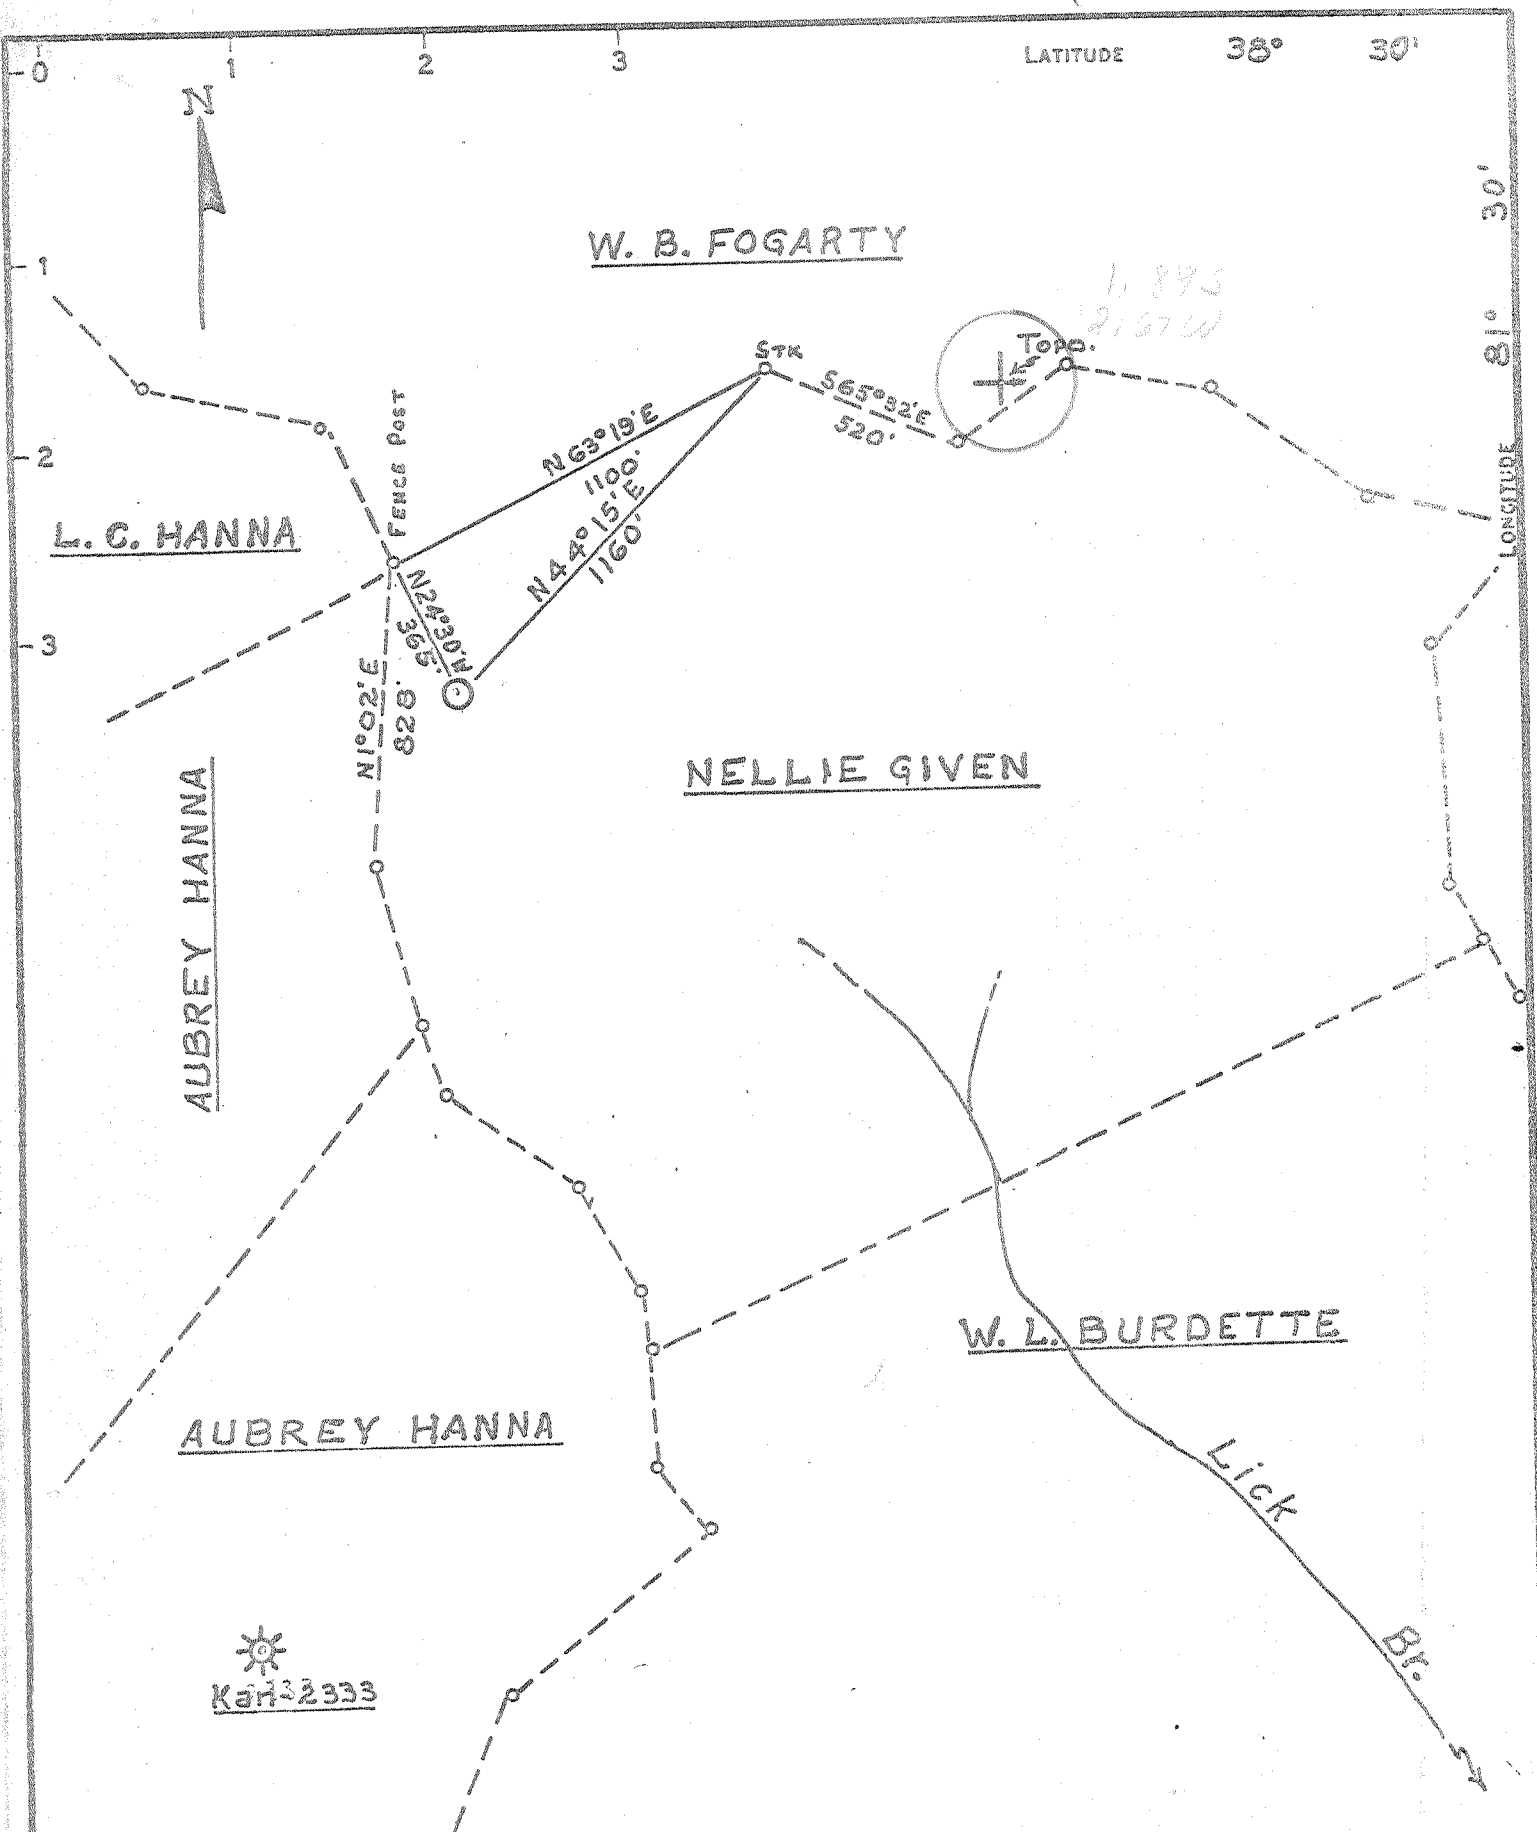 0 1 2 3 LATITUDE 38° 30'
N
30'
W. B. FOGARTY
1
81°
TOPO.
STK
S65°32'E
520'
N63°19'E
1100'
FENCE POST
2
LONGITUDE
N44°15'E
1160'
L. C. HANNA
N24°30'W
365'
3
N1°02'E
828'
NELLIE GIVEN
AUBREY HANNA
W. L. BURDETTE
AUBREY HANNA
Lick
Br.
Kan-2333